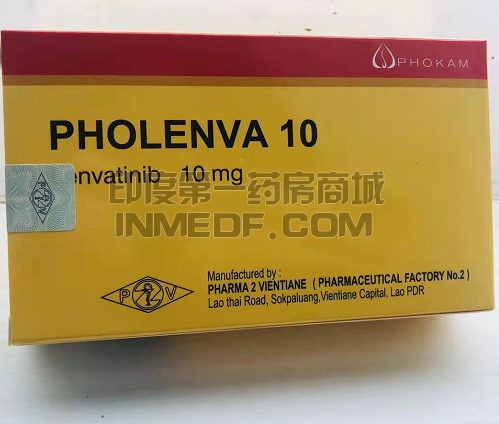 PHOKAM
PHOLENVA 10
envatinib 10 mg
印度第一药房商城
INMEDF.COM
Manufactured by :
PHARMA 2 VIENTIANE ( PHARMACEUTICAL FACTORY No.2 )
Lao thai Road, Sokpaluang,Vientiane Capital, Lao PDR
P 2 V